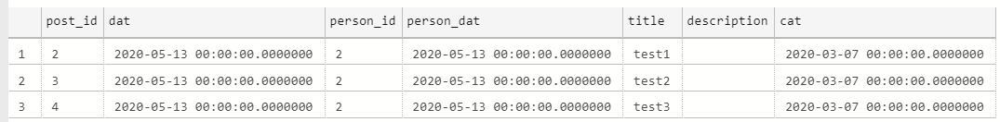 post_id dat person_id person_dat title description cat
1 2 2020-05-13 00:00:00.0000000 2 2020-05-13 00:00:00.0000000 test1 2020-03-07 00:00:00.0000000
2 3 2020-05-13 00:00:00.0000000 2 2020-05-13 00:00:00.0000000 test2 2020-03-07 00:00:00.0000000
3 4 2020-05-13 00:00:00.0000000 2 2020-05-13 00:00:00.0000000 test3 2020-03-07 00:00:00.0000000